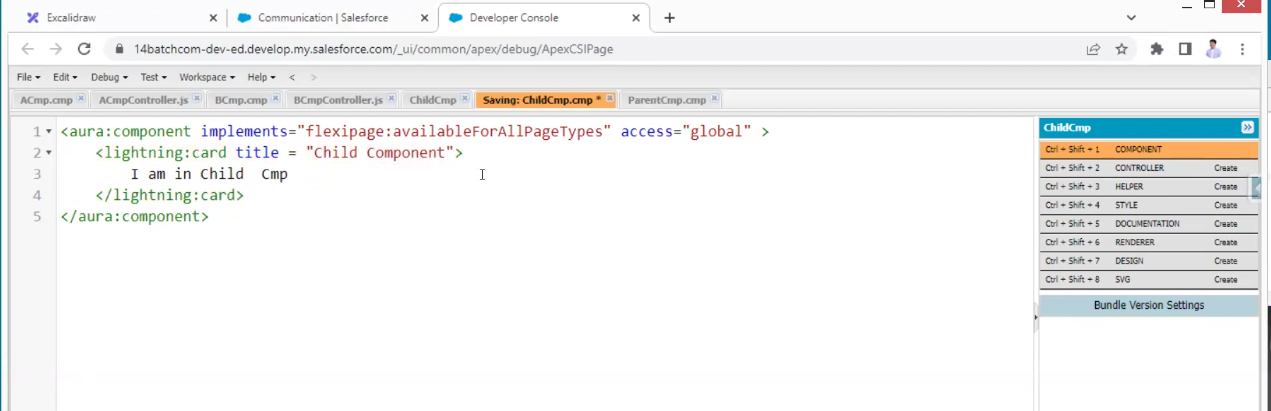 Excalidraw
Communication | Salesforce
Developer Console
14batchcom-dev-ed.develop.my.salesforce.com/_ui/common/apex/debug/ApexCSIPage
File Edit Debug Test Workspace Help < >
ACmp.cmp ACmpController.js BCmp.cmp BCmpController.js ChildCmp Saving: ChildCmp.cmp * ParentCmp.cmp
1 <aura:component implements="flexipage:availableForAllPageTypes" access="global" >
2 <lightning:card title = "Child Component">
3 I am in Child  Cmp
4 </lightning:card>
5 </aura:component>
ChildCmp
Ctrl + Shift + 1 COMPONENT
Ctrl + Shift + 2 CONTROLLER Create
Ctrl + Shift + 3 HELPER Create
Ctrl + Shift + 4 STYLE Create
Ctrl + Shift + 5 DOCUMENTATION Create
Ctrl + Shift + 6 RENDERER Create
Ctrl + Shift + 7 DESIGN Create
Ctrl + Shift + 8 SVG Create
Bundle Version Settings